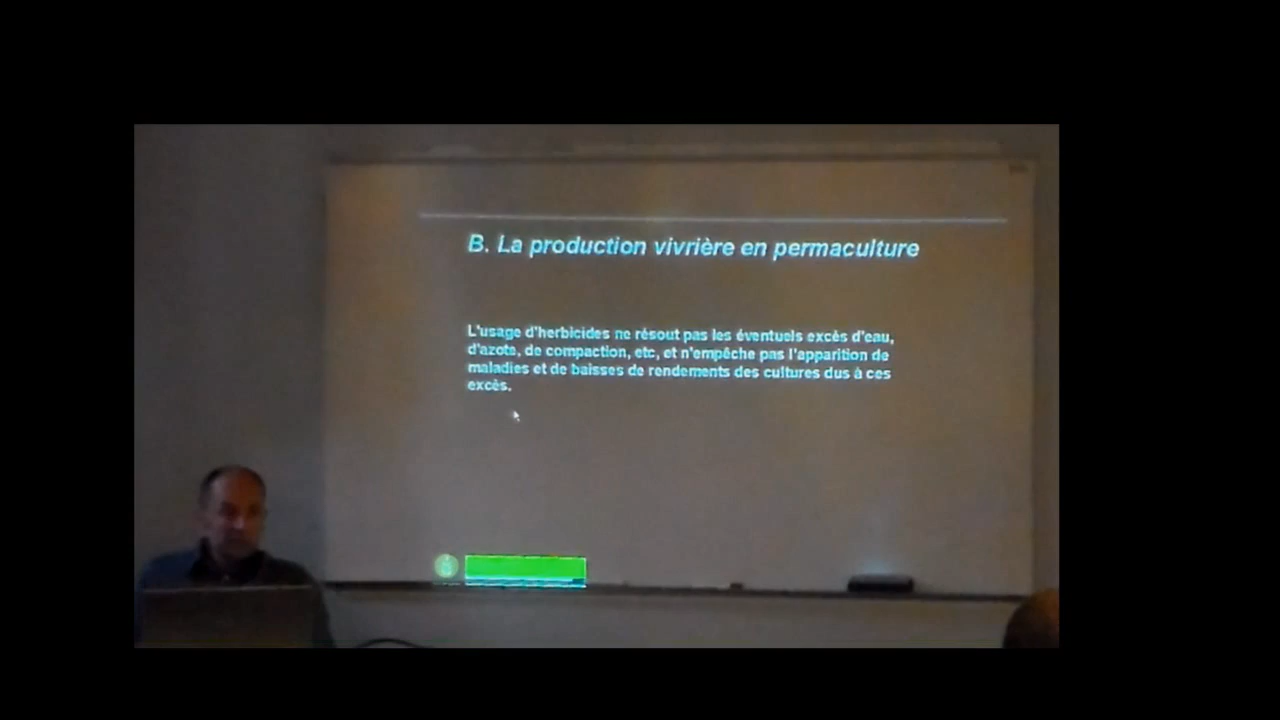 B. La production vivrière en permaculture
L'usage d'herbicides ne résout pas les éventuels excès d'eau,
d'azote, de compaction, etc, et n'empêche pas l'apparition de
maladies et de baisses de rendements des cultures dus à ces
excès.